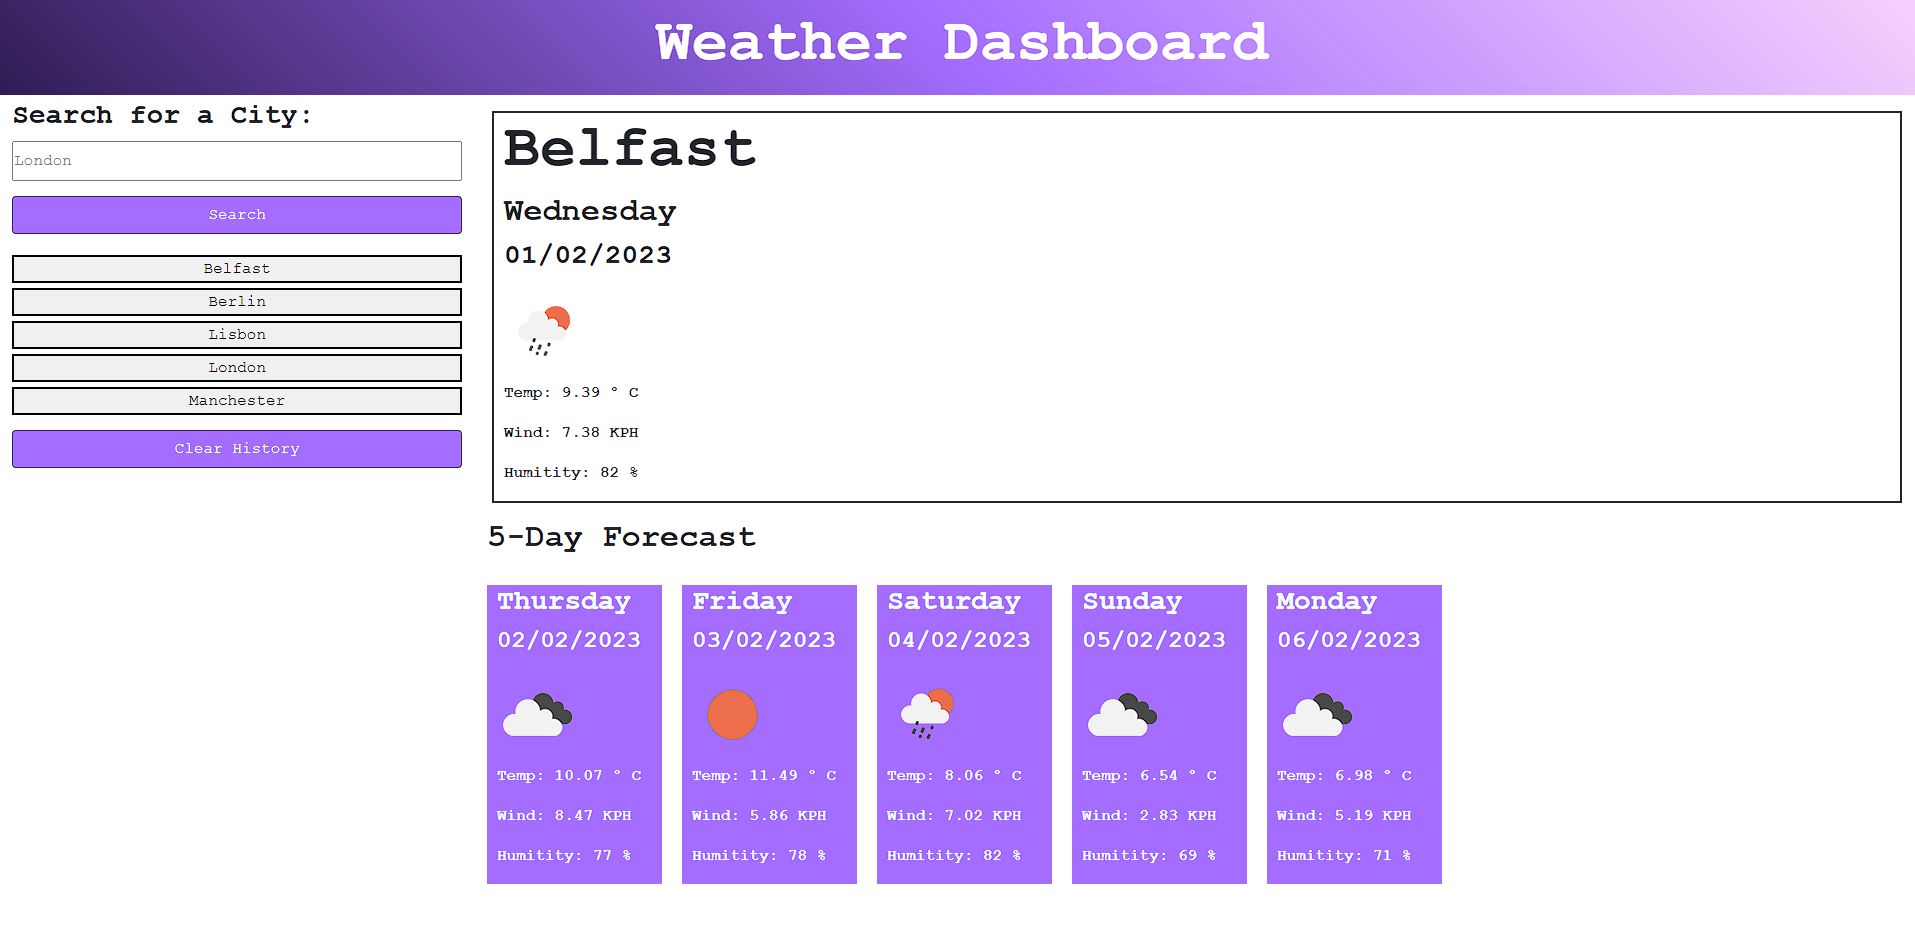 Weather Dashboard
Search for a City:
London
Search
Belfast
Berlin
Lisbon
London
Manchester
Clear History
Belfast
Wednesday
01/02/2023
Temp: 9.39 ° C
Wind: 7.38 KPH
Humitity: 82 %
5-Day Forecast
Thursday
02/02/2023
Temp: 10.07 ° C
Wind: 8.47 KPH
Humitity: 77 %
Friday
03/02/2023
Temp: 11.49 ° C
Wind: 5.86 KPH
Humitity: 78 %
Saturday
04/02/2023
Temp: 8.06 ° C
Wind: 7.02 KPH
Humitity: 82 %
Sunday
05/02/2023
Temp: 6.54 ° C
Wind: 2.83 KPH
Humitity: 69 %
Monday
06/02/2023
Temp: 6.98 ° C
Wind: 5.19 KPH
Humitity: 71 %